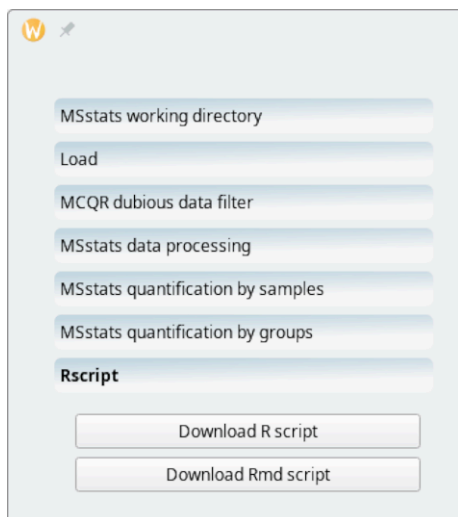 W
MSstats working directory
Load
MCQR dubious data filter
MSstats data processing
MSstats quantification by samples
MSstats quantification by groups
Rscript
Download R script
Download Rmd script